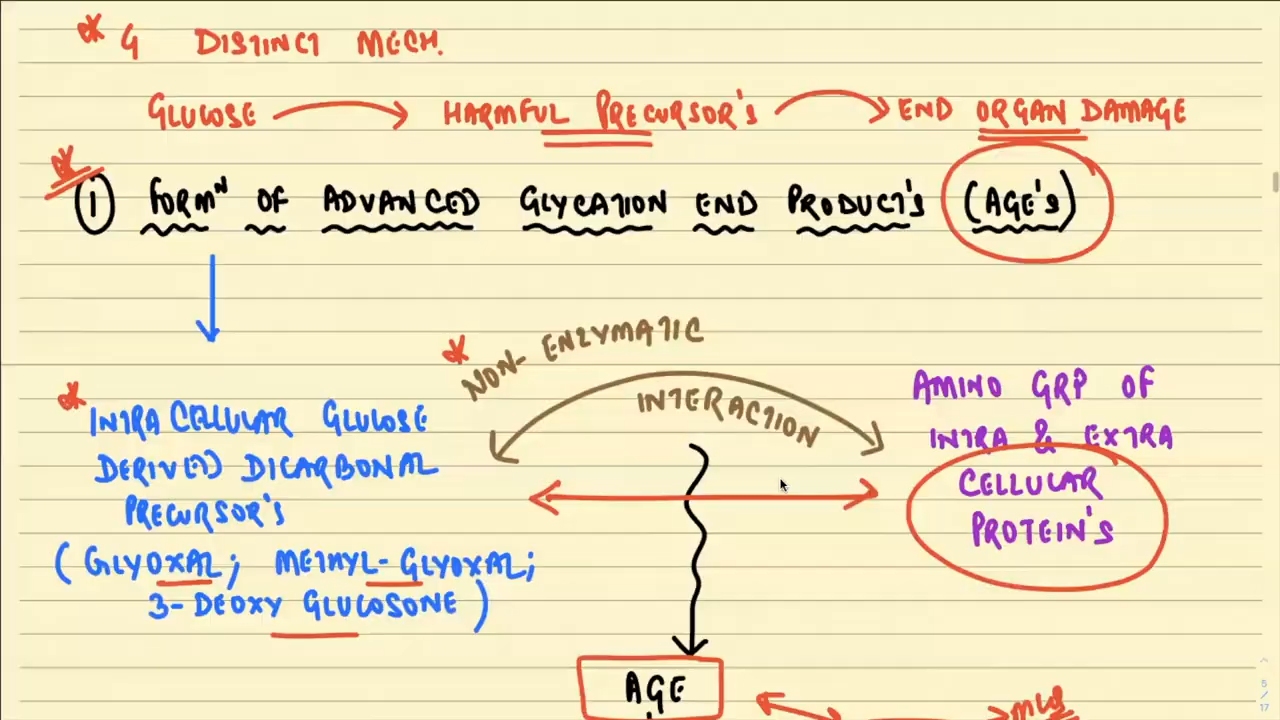 * 4 DISTINCT MECH.
GLUCOSE → HARMFUL PRECURSOR'S → END ORGAN DAMAGE
* ① FORMⁿ OF ADVANCED GLYCATION END PRODUCT'S (AGE'S)
* NON-ENZYMATIC
INTERACTION
* INTRA CELLULAR GLUCOSE
DERIVED DICARBONAL
PRECURSOR'S
(GLYOXAL; METHYL-GLYOXAL;
3-DEOXY GLUCOSONE)
AMINO GRP OF
INTRA & EXTRA
CELLULAR
PROTEIN'S
AGE
5
/
17